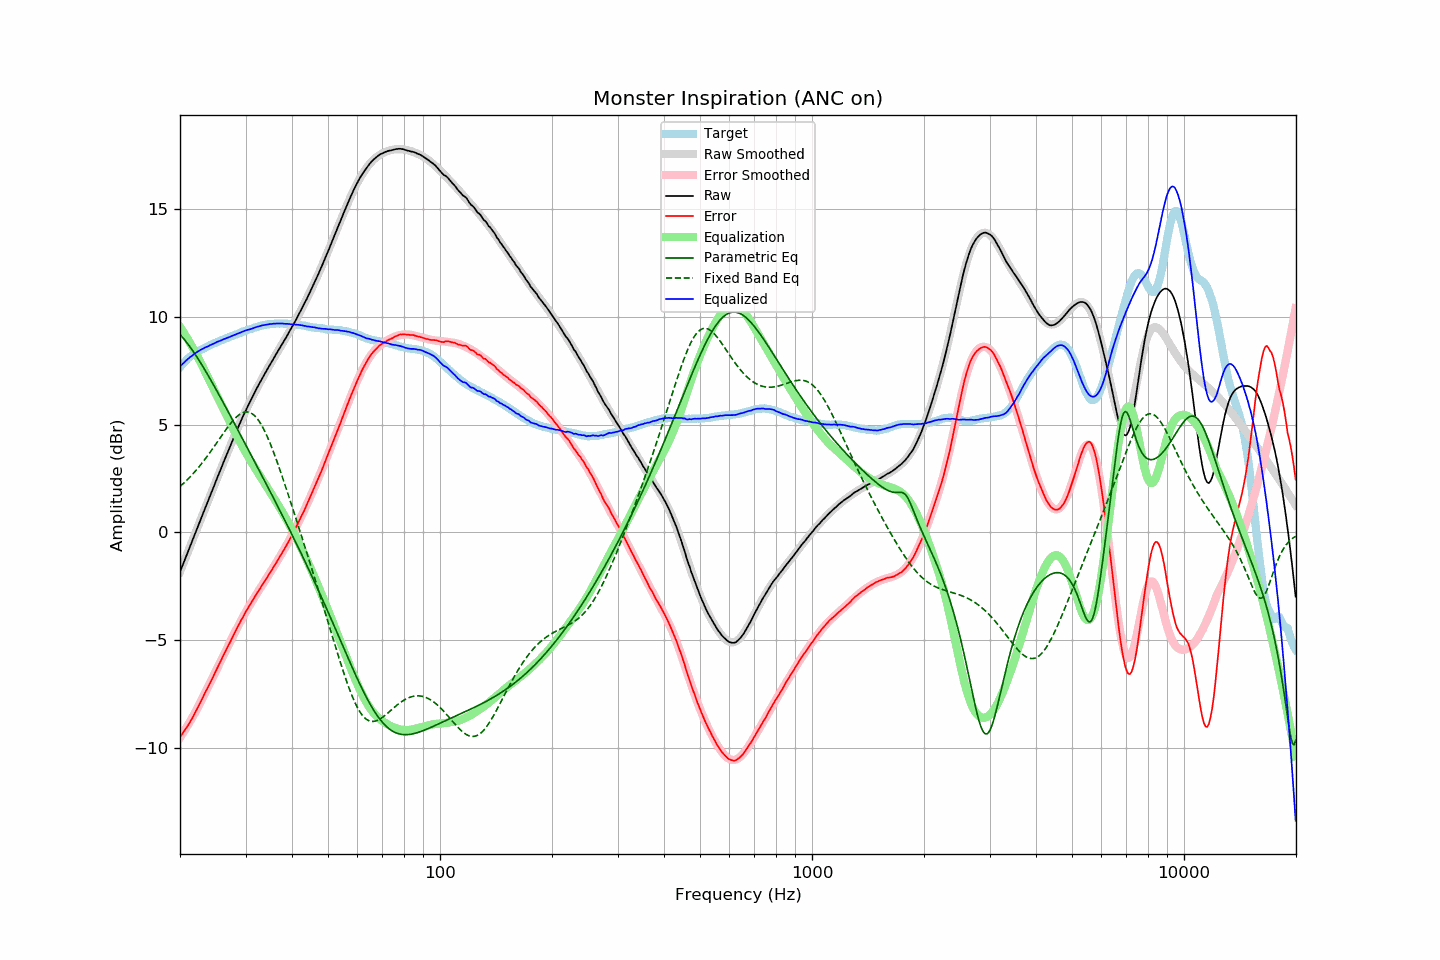 Monster Inspiration (ANC on)
Target
Raw Smoothed
Error Smoothed
Raw
Error
Equalization
Parametric Eq
Fixed Band Eq
Equalized
15
10
5
0
−5
−10
Amplitude (dBr)
100
1000
10000
Frequency (Hz)